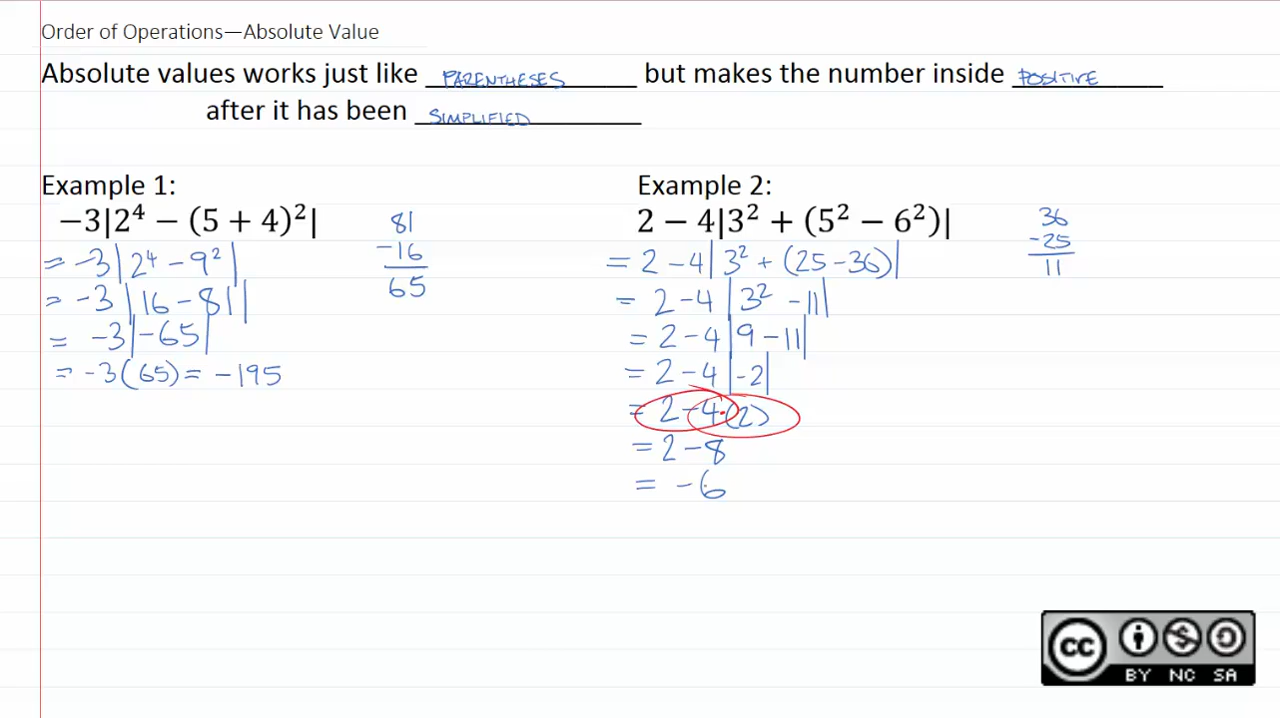 Order of Operations—Absolute Value
Absolute values works just like PARENTHESES but makes the number inside POSITIVE
after it has been SIMPLIFIED
Example 1:
−3|2⁴ − (5 + 4)²|
= -3|2⁴ - 9²|
= -3|16 - 81|
= -3|-65|
= -3(65) = -195
81
-16
65
Example 2:
2 − 4|3² + (5² − 6²)|
= 2 - 4|3² + (25 - 36)|
= 2 - 4|3² - 11|
= 2 - 4|9 - 11|
= 2 - 4|-2|
= 2 - 4·(2)
= 2 - 8
= -6
36
-25
11
cc
BY NC SA